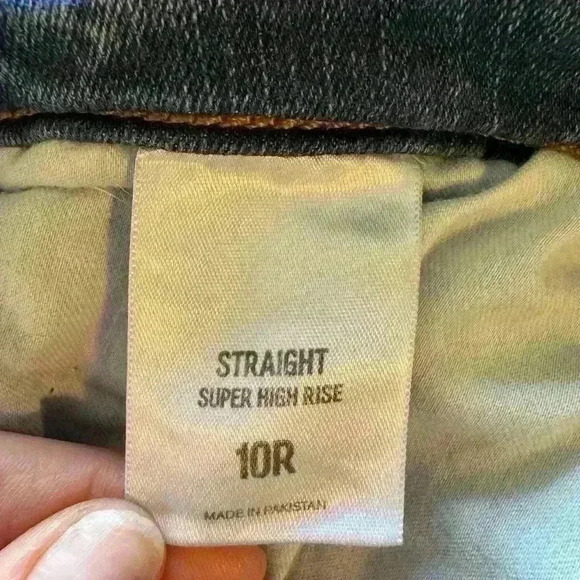 STRAIGHT
SUPER HIGH RISE
10R
MADE IN PAKISTAN